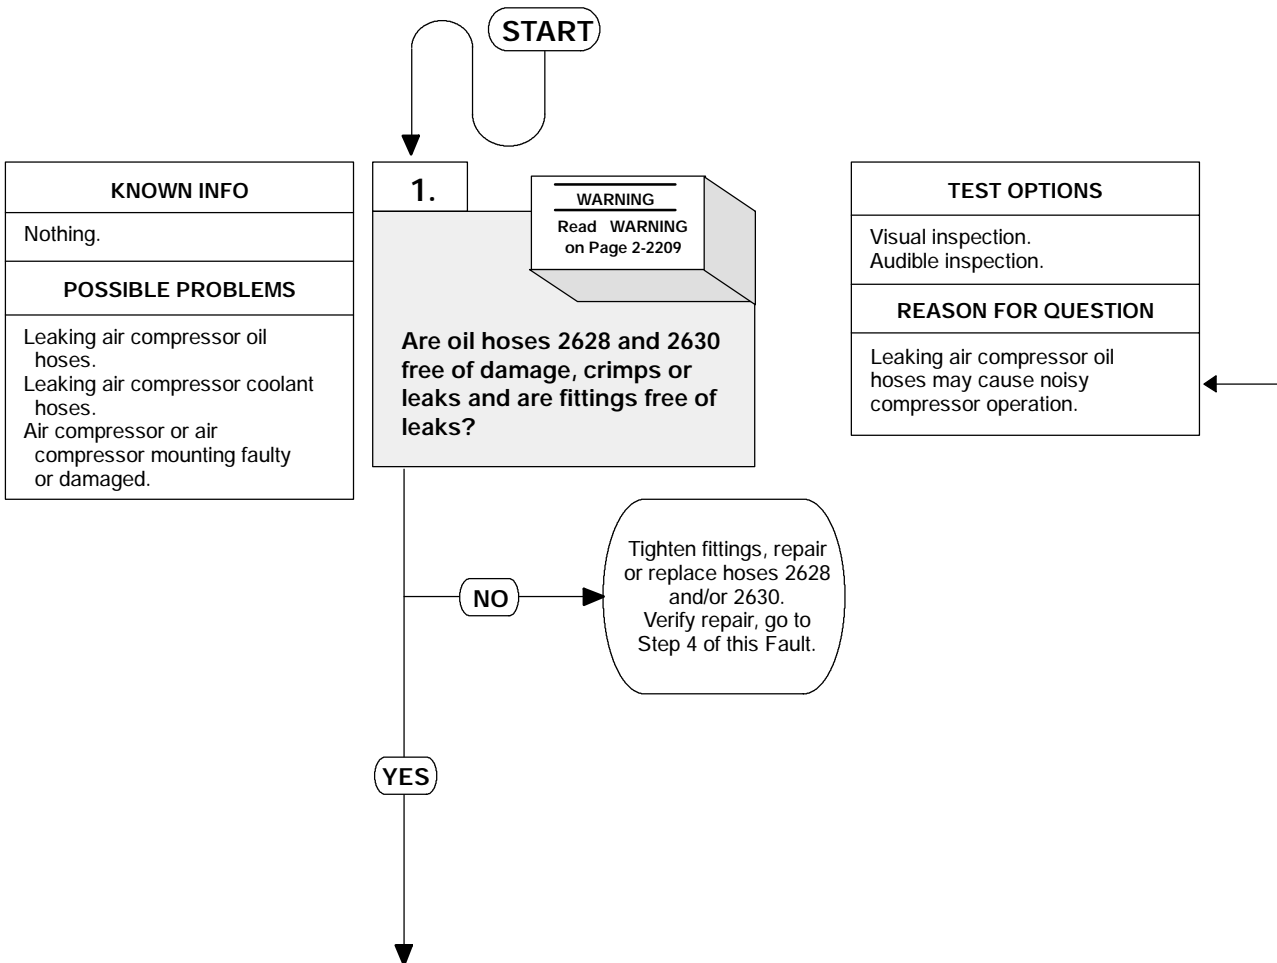 START
KNOWN INFO
Nothing.
POSSIBLE PROBLEMS
Leaking air compressor oil
hoses.
Leaking air compressor coolant
hoses.
Air compressor or air
compressor mounting faulty
or damaged.
1.
WARNING
Read WARNING
on Page 2-2209
Are oil hoses 2628 and 2630
free of damage, crimps or
leaks and are fittings free of
leaks?
TEST OPTIONS
Visual inspection.
Audible inspection.
REASON FOR QUESTION
Leaking air compressor oil
hoses may cause noisy
compressor operation.
NO
Tighten fittings, repair
or replace hoses 2628
and/or 2630.
Verify repair, go to
Step 4 of this Fault.
YES